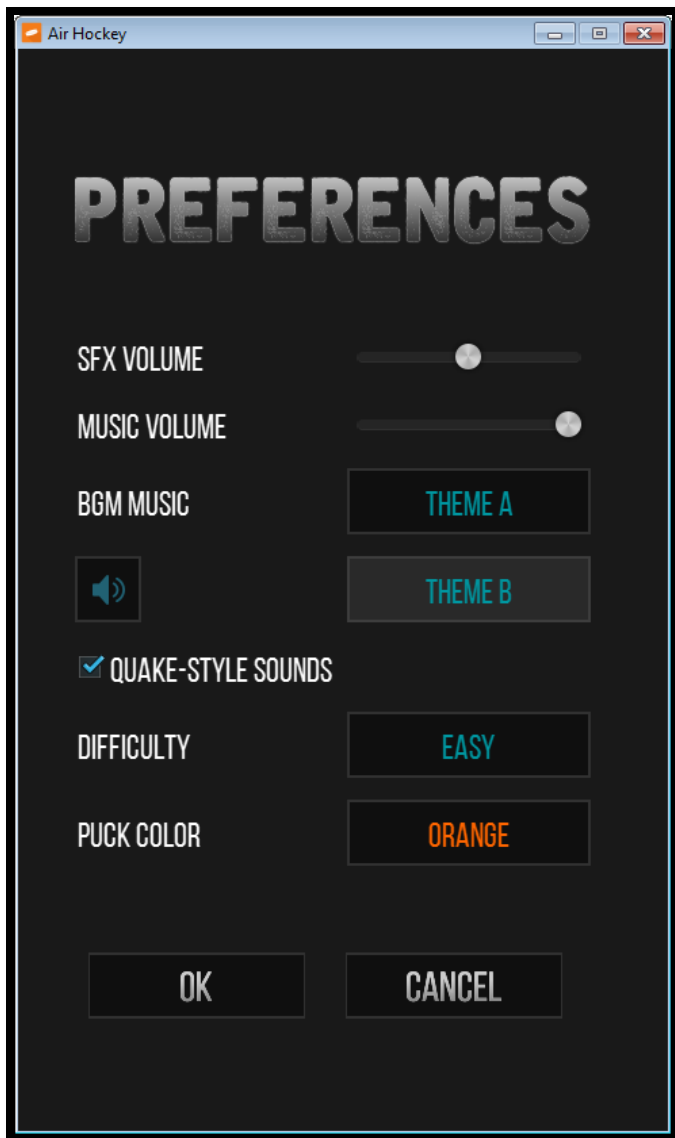 Air Hockey
PREFERENCES
SFX VOLUME
MUSIC VOLUME
BGM MUSIC THEME A
THEME B
QUAKE-STYLE SOUNDS
DIFFICULTY EASY
PUCK COLOR ORANGE
OK CANCEL